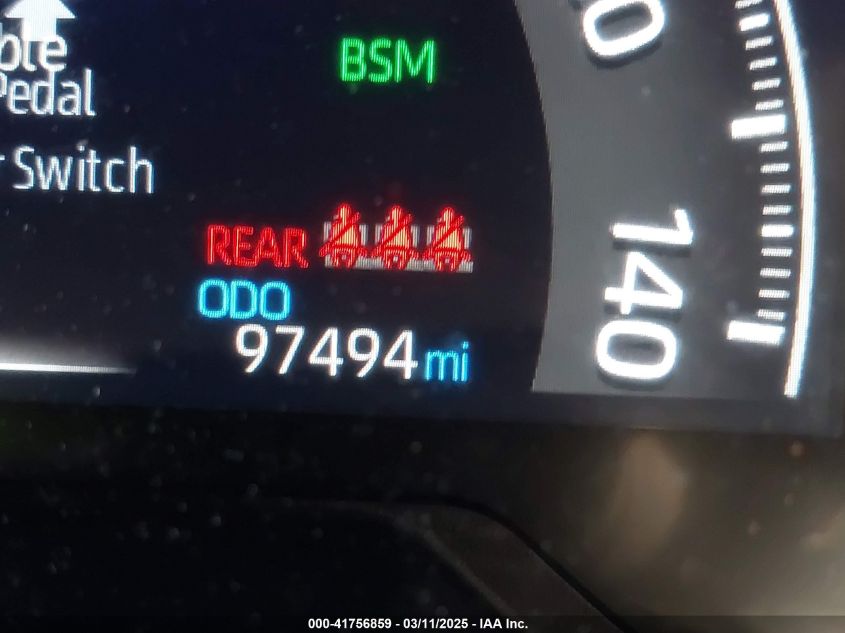 ble
Pedal
Switch
BSM
REAR
ODO
97494 mi
140
000-41756859 - 03/11/2025 - IAA Inc.